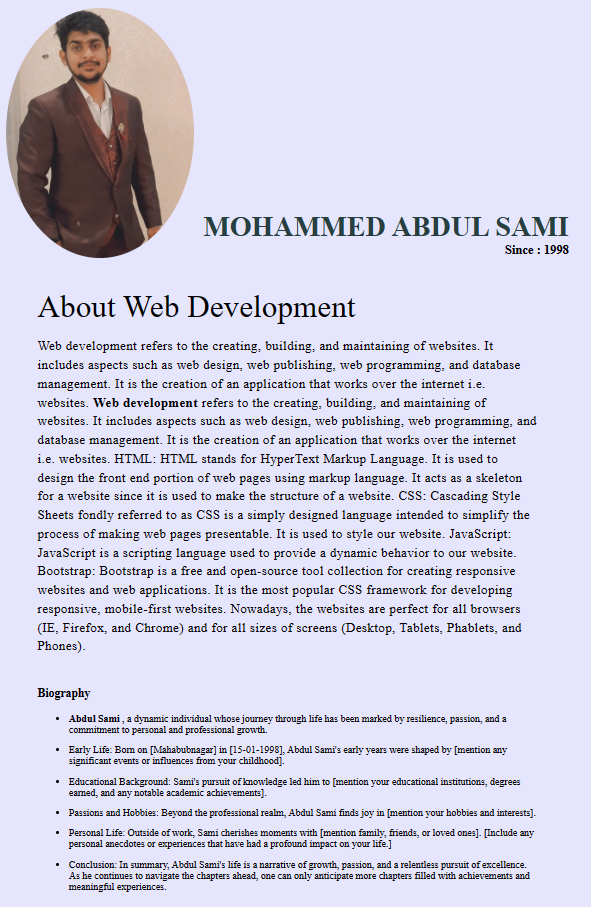 MOHAMMED ABDUL SAMI
Since : 1998
About Web Development
Web development refers to the creating, building, and maintaining of websites. It
includes aspects such as web design, web publishing, web programming, and database
management. It is the creation of an application that works over the internet i.e.
websites. Web development refers to the creating, building, and maintaining of
websites. It includes aspects such as web design, web publishing, web programming, and
database management. It is the creation of an application that works over the internet
i.e. websites. HTML: HTML stands for HyperText Markup Language. It is used to
design the front end portion of web pages using markup language. It acts as a skeleton
for a website since it is used to make the structure of a website. CSS: Cascading Style
Sheets fondly referred to as CSS is a simply designed language intended to simplify the
process of making web pages presentable. It is used to style our website. JavaScript:
JavaScript is a scripting language used to provide a dynamic behavior to our website.
Bootstrap: Bootstrap is a free and open-source tool collection for creating responsive
websites and web applications. It is the most popular CSS framework for developing
responsive, mobile-first websites. Nowadays, the websites are perfect for all browsers
(IE, Firefox, and Chrome) and for all sizes of screens (Desktop, Tablets, Phablets, and
Phones).
Biography
• Abdul Sami , a dynamic individual whose journey through life has been marked by resilience, passion, and a
commitment to personal and professional growth.
• Early Life: Born on [Mahabubnagar] in [15-01-1998], Abdul Sami's early years were shaped by [mention any
significant events or influences from your childhood].
• Educational Background: Sami's pursuit of knowledge led him to [mention your educational institutions, degrees
earned, and any notable academic achievements].
• Passions and Hobbies: Beyond the professional realm, Abdul Sami finds joy in [mention your hobbies and interests].
• Personal Life: Outside of work, Sami cherishes moments with [mention family, friends, or loved ones]. [Include any
personal anecdotes or experiences that have had a profound impact on your life.]
• Conclusion: In summary, Abdul Sami's life is a narrative of growth, passion, and a relentless pursuit of excellence.
As he continues to navigate the chapters ahead, one can only anticipate more chapters filled with achievements and
meaningful experiences.